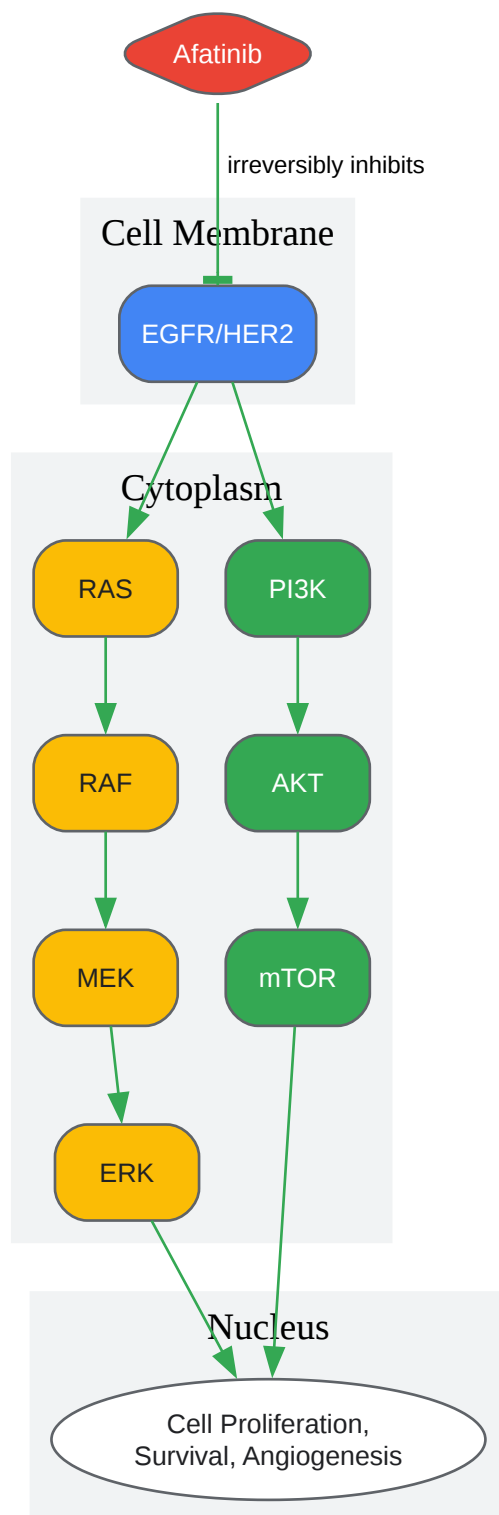 Afatinib
irreversibly inhibits
Cell Membrane
EGFR/HER2
Cytoplasm
RAS
PI3K
RAF
AKT
MEK
mTOR
ERK
Nucleus
Cell Proliferation,
Survival, Angiogenesis